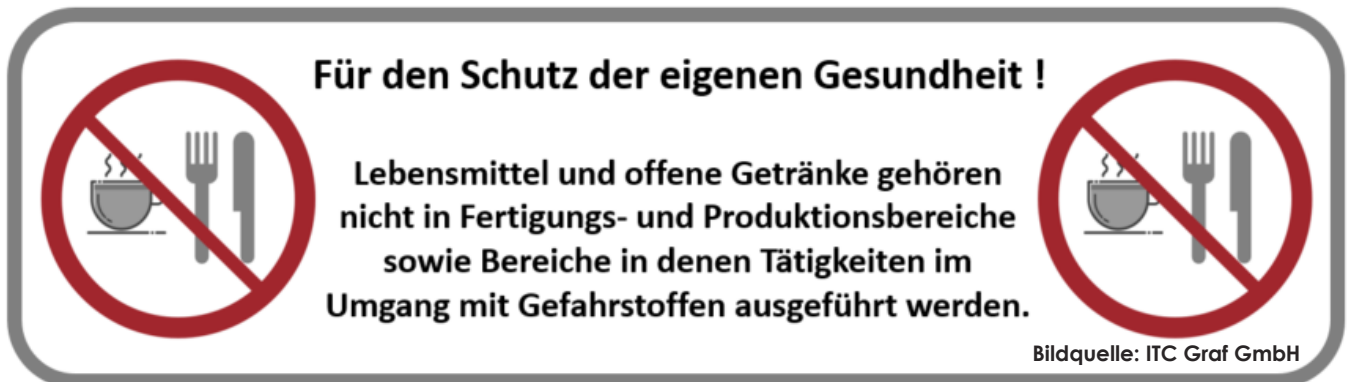 Für den Schutz der eigenen Gesundheit !
Lebensmittel und offene Getränke gehören
nicht in Fertigungs- und Produktionsbereiche
sowie Bereiche in denen Tätigkeiten im
Umgang mit Gefahrstoffen ausgeführt werden.
Bildquelle: ITC Graf GmbH